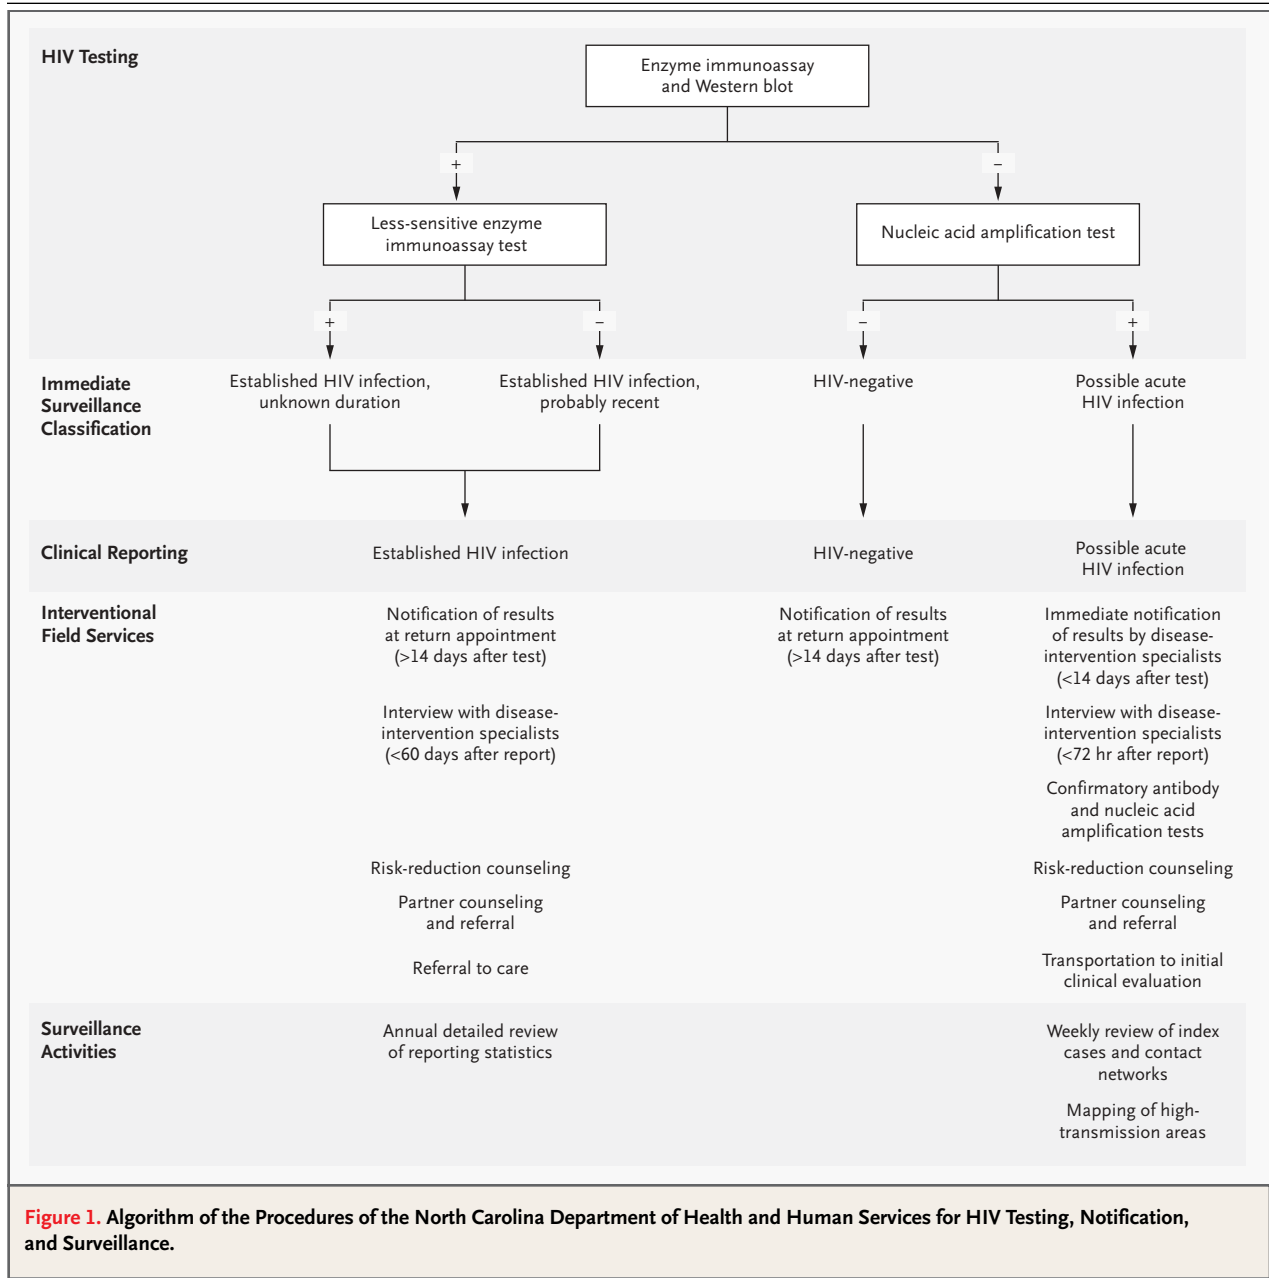 HIV Testing
Enzyme immunoassay
and Western blot
+
–
Less-sensitive enzyme
immunoassay test
Nucleic acid amplification test
+
–
–
+
Immediate
Surveillance
Classification
Established HIV infection,
unknown duration
Established HIV infection,
probably recent
HIV-negative
Possible acute
HIV infection
Clinical Reporting
Established HIV infection
HIV-negative
Possible acute
HIV infection
Interventional
Field Services
Notification of results
at return appointment
(>14 days after test)
Notification of results
at return appointment
(>14 days after test)
Immediate notification
of results by disease-
intervention specialists
(<14 days after test)
Interview with disease-
intervention specialists
(<60 days after report)
Interview with disease-
intervention specialists
(<72 hr after report)
Confirmatory antibody
and nucleic acid
amplification tests
Risk-reduction counseling
Risk-reduction counseling
Partner counseling
and referral
Partner counseling
and referral
Referral to care
Transportation to initial
clinical evaluation
Surveillance
Activities
Annual detailed review
of reporting statistics
Weekly review of index
cases and contact
networks
Mapping of high-
transmission areas
Figure 1. Algorithm of the Procedures of the North Carolina Department of Health and Human Services for HIV Testing, Notification,
and Surveillance.